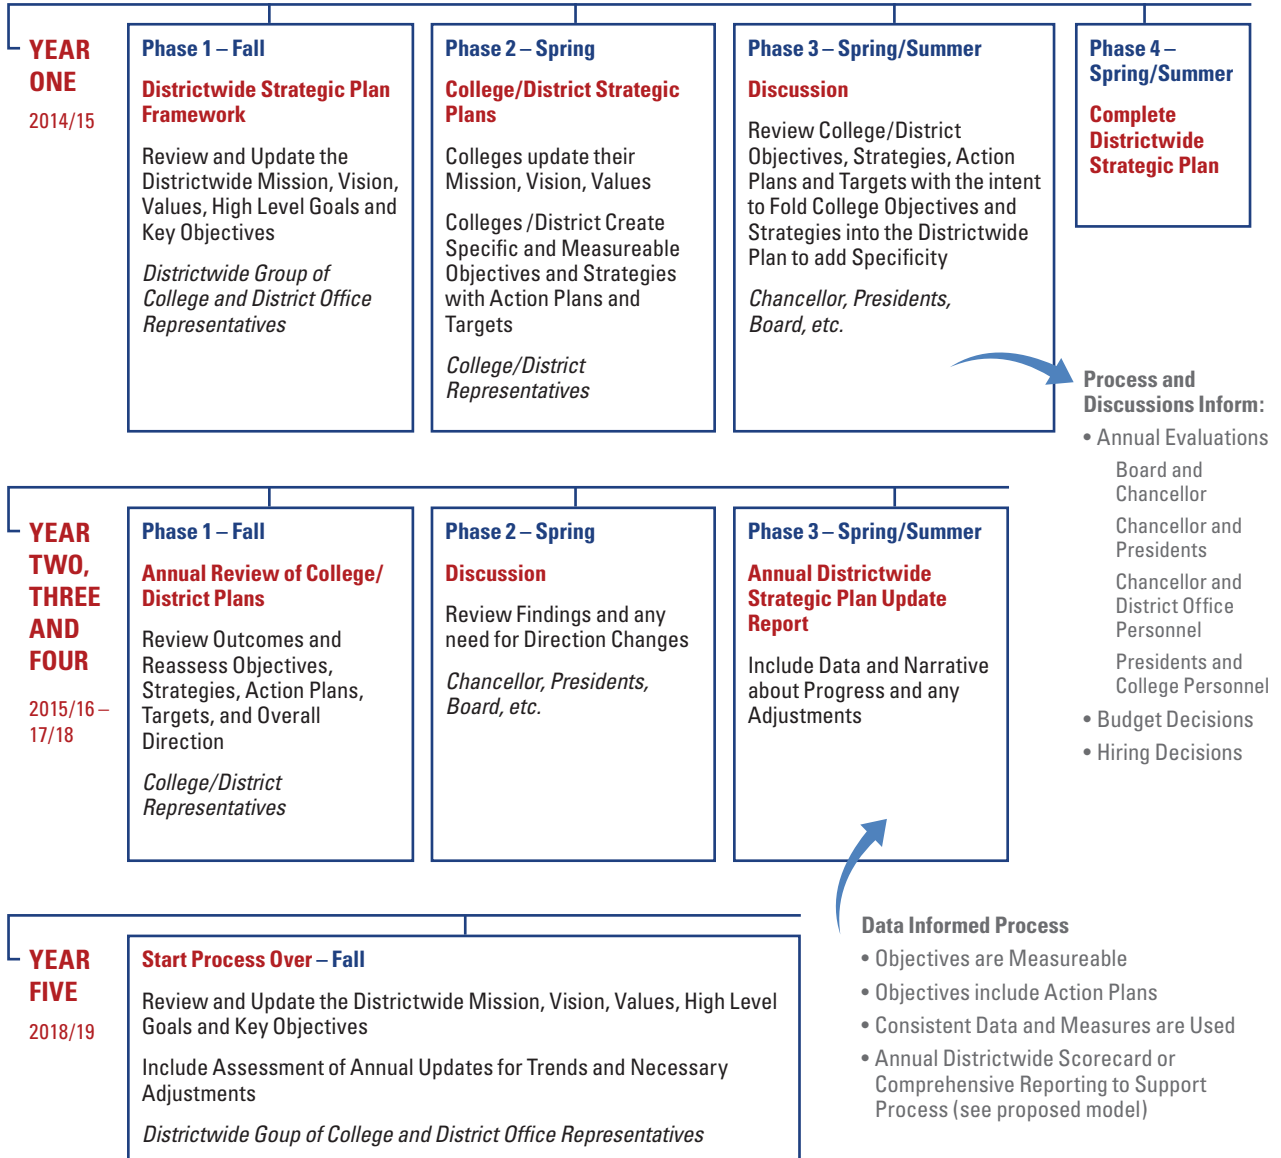 YEAR
ONE
2014/15
Phase 1 – Fall
Districtwide Strategic Plan
Framework
Review and Update the
Districtwide Mission, Vision,
Values, High Level Goals and
Key Objectives
Districtwide Group of
College and District Office
Representatives
Phase 2 – Spring
College/District Strategic
Plans
Colleges update their
Mission, Vision, Values
Colleges /District Create
Specific and Measureable
Objectives and Strategies
with Action Plans and
Targets
College/District
Representatives
Phase 3 – Spring/Summer
Discussion
Review College/District
Objectives, Strategies, Action
Plans and Targets with the intent
to Fold College Objectives and
Strategies into the Districtwide
Plan to add Specificity
Chancellor, Presidents,
Board, etc.
Phase 4 –
Spring/Summer
Complete
Districtwide
Strategic Plan
Process and
Discussions Inform:
• Annual Evaluations
Board and
Chancellor
Chancellor and
Presidents
Chancellor and
District Office
Personnel
Presidents and
College Personnel
• Budget Decisions
• Hiring Decisions
YEAR
TWO,
THREE
AND
FOUR
2015/16 –
17/18
Phase 1 – Fall
Annual Review of College/
District Plans
Review Outcomes and
Reassess Objectives,
Strategies, Action Plans,
Targets, and Overall
Direction
College/District
Representatives
Phase 2 – Spring
Discussion
Review Findings and any
need for Direction Changes
Chancellor, Presidents,
Board, etc.
Phase 3 – Spring/Summer
Annual Districtwide
Strategic Plan Update
Report
Include Data and Narrative
about Progress and any
Adjustments
YEAR
FIVE
2018/19
Start Process Over – Fall
Review and Update the Districtwide Mission, Vision, Values, High Level
Goals and Key Objectives
Include Assessment of Annual Updates for Trends and Necessary
Adjustments
Districtwide Goup of College and District Office Representatives
Data Informed Process
• Objectives are Measureable
• Objectives include Action Plans
• Consistent Data and Measures are Used
• Annual Districtwide Scorecard or
Comprehensive Reporting to Support
Process (see proposed model)